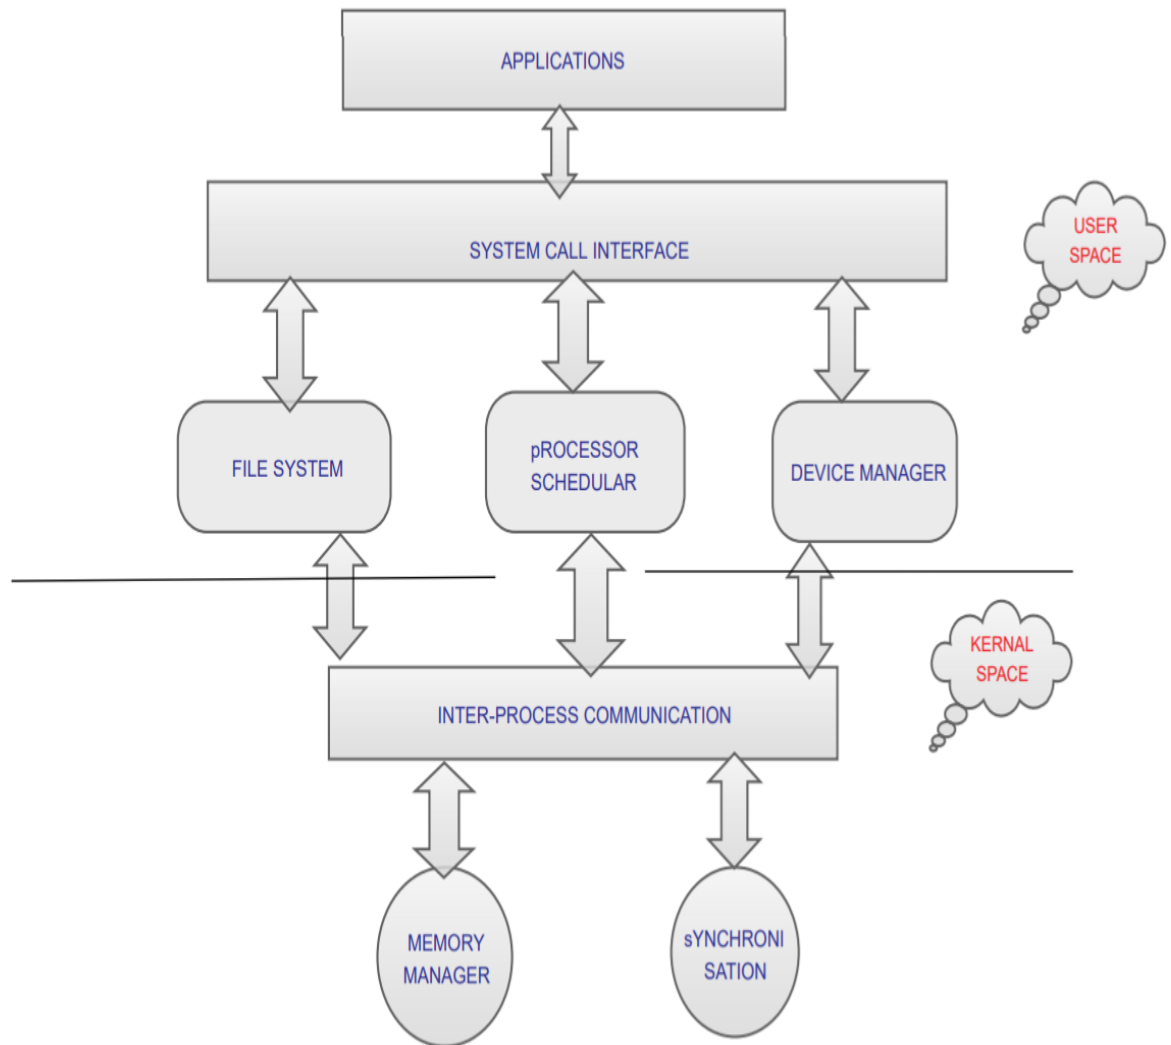 APPLICATIONS
SYSTEM CALL INTERFACE
USER
SPACE
FILE SYSTEM
pROCESSOR
SCHEDULAR
DEVICE MANAGER
KERNAL
SPACE
INTER-PROCESS COMMUNICATION
MEMORY
MANAGER
sYNCHRONI
SATION